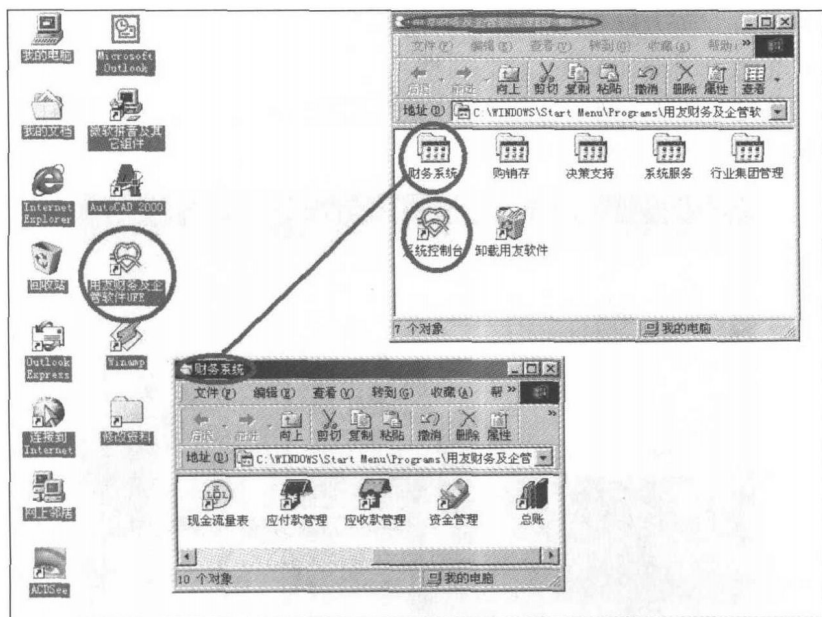 我的电脑
Microsoft
Outlook
我的文档
微软拼音及其
它组件
Internet
Explorer
AutoCAD 2000
回收站
用友财务及企
管软件UFE
Outlook
Express
Winamp
连接到
Internet
修改资料
网上邻居
ACDSee
文件(F) 编辑(E) 查看(V) 转到(G) 收藏(A) 帮助 »
后退 前进 向上 剪切 复制 粘贴 撤消 删除 属性 查看
地址(D) C:\WINDOWS\Start Menu\Programs\用友财务及企管软
财务系统 购销存 决策支持 系统服务 行业集团管理
系统控制台 卸载用友软件
7 个对象 我的电脑
财务系统
文件(F) 编辑(E) 查看(V) 转到(G) 收藏(A) 帮 »
后退 前进 向上 剪切 复制 粘贴 撤消 删除 属性 »
地址(D) C:\WINDOWS\Start Menu\Programs\用友财务及企管
现金流量表 应付款管理 应收款管理 资金管理 总账
10 个对象 我的电脑